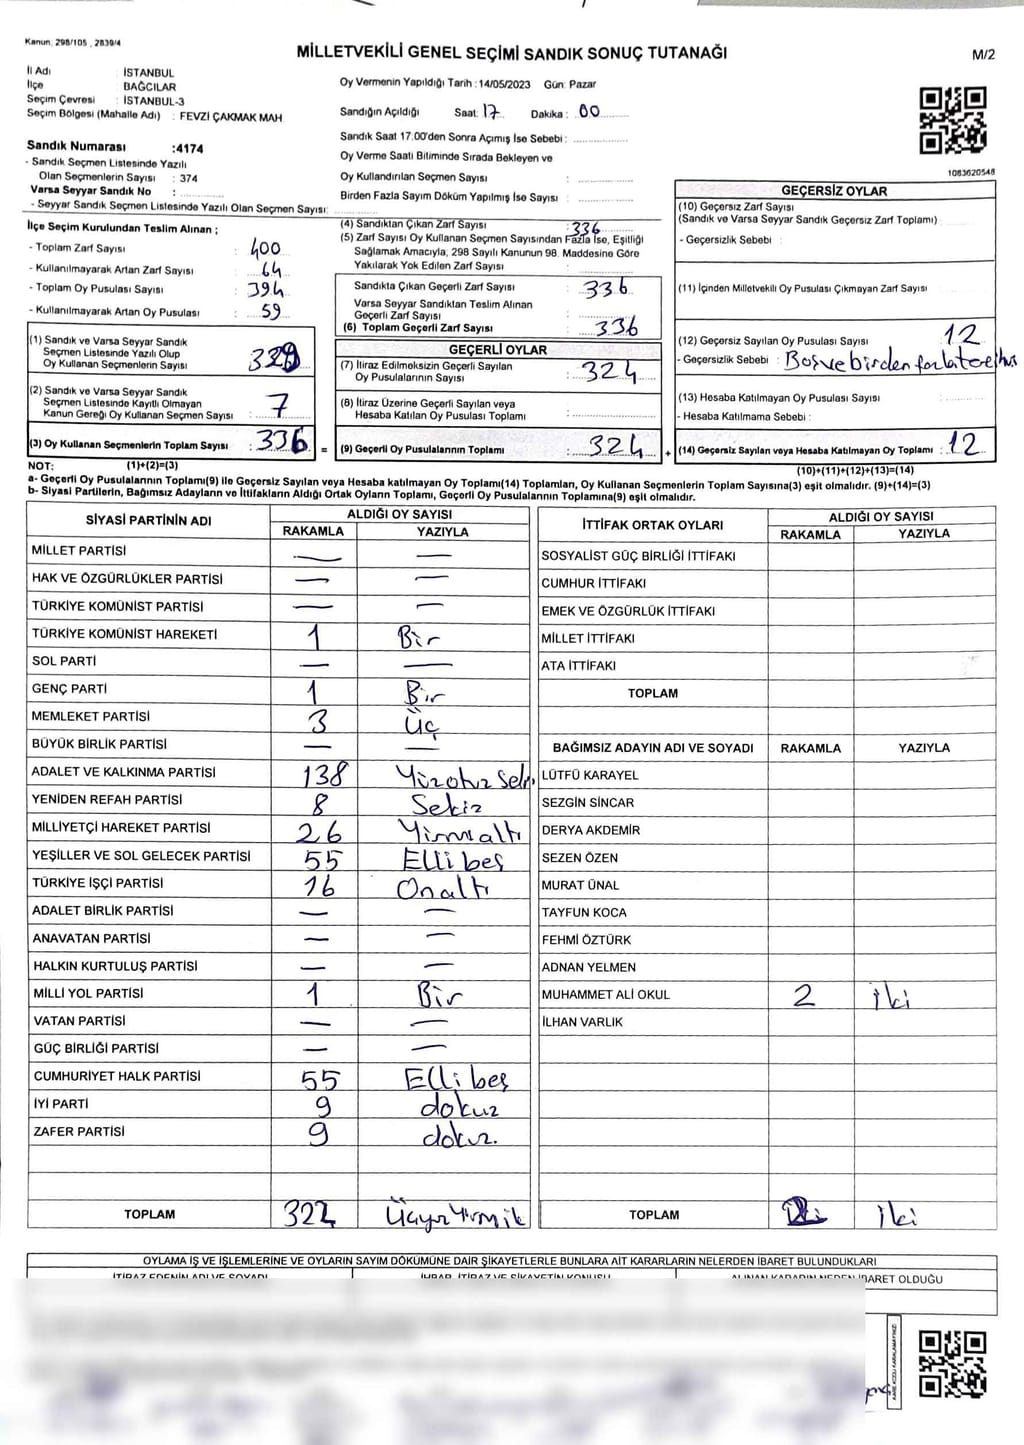 Kanun; 298/105 , 2839/4
MİLLETVEKİLİ GENEL SEÇİMİ SANDIK SONUÇ TUTANAĞI
M/2
İl Adı : İSTANBUL
İlçe : BAĞCILAR
Seçim Çevresi : İSTANBUL-3
Seçim Bölgesi (Mahalle Adı) : FEVZİ ÇAKMAK MAH
Sandık Numarası :4174
- Sandık Seçmen Listesinde Yazılı
Olan Seçmenlerin Sayısı : 374
Varsa Seyyar Sandık No :
- Seyyar Sandık Seçmen Listesinde Yazılı Olan Seçmen Sayısı:
Oy Vermenin Yapıldığı Tarih : 14/05/2023 Gün: Pazar
Sandığın Açıldığı Saat: 17 Dakika : 00
Sandık Saat 17.00'den Sonra Açımış İse Sebebi :
Oy Verme Saati Bitiminde Sırada Bekleyen ve
Oy Kullandırılan Seçmen Sayısı :
Birden Fazla Sayım Döküm Yapılmış İse Sayısı :
1083620548
İlçe Seçim Kurulundan Teslim Alınan ;
- Toplam Zarf Sayısı : 400
- Kullanılmayarak Artan Zarf Sayısı : 64
- Toplam Oy Pusulası Sayısı : 394
- Kullanılmayarak Artan Oy Pusulası : 59
(1) Sandık ve Varsa Seyyar Sandık
Seçmen Listesinde Yazılı Olup
Oy Kullanan Seçmenlerin Sayısı : 329
(2) Sandık ve Varsa Seyyar Sandık
Seçmen Listesinde Kayıtlı Olmayan
Kanun Gereği Oy Kullanan Seçmen Sayısı : 7
(3) Oy Kullanan Seçmenlerin Toplam Sayısı : 336
(4) Sandıktan Çıkan Zarf Sayısı : 336
(5) Zarf Sayısı Oy Kullanan Seçmen Sayısından Fazla İse, Eşitliği
Sağlamak Amacıyla, 298 Sayılı Kanunun 98. Maddesine Göre
Yakılarak Yok Edilen Zarf Sayısı :
Sandıkta Çıkan Geçerli Zarf Sayısı : 336
Varsa Seyyar Sandıktan Teslim Alınan
Geçerli Zarf Sayısı :
(6) Toplam Geçerli Zarf Sayısı : 336
GEÇERLİ OYLAR
(7) İtiraz Edilmeksizin Geçerli Sayılan
Oy Pusulalarının Sayısı : 324
(8) İtiraz Üzerine Geçerli Sayılan veya
Hesaba Katılan Oy Pusulası Toplamı :
= (9) Geçerli Oy Pusulalarının Toplamı : 324
GEÇERSİZ OYLAR
(10) Geçersiz Zarf Sayısı
(Sandık ve Varsa Seyyar Sandık Geçersiz Zarf Toplamı) :
- Geçersizlik Sebebi :
(11) İçinden Milletvekili Oy Pusulası Çıkmayan Zarf Sayısı :
(12) Geçersiz Sayılan Oy Pusulası Sayısı : 12
- Geçersizlik Sebebi : Boş ve birden fazla
(13) Hesaba Katılmayan Oy Pusulası Sayısı :
- Hesaba Katılmama Sebebi :
+ (14) Geçersiz Sayılan veya Hesaba Katılmayan Oy Toplamı : 12
NOT: (1)+(2)=(3)
(10)+(11)+(12)+(13)=(14)
a- Geçerli Oy Pusulalarının Toplamı(9) ile Geçersiz Sayılan veya Hesaba katılmayan Oy Toplamı(14) Toplamları, Oy Kullanan Seçmenlerin Toplam Sayısına(3) eşit olmalıdır. (9)+(14)=(3)
b- Siyasi Partilerin, Bağımsız Adayların ve İttifakların Aldığı Ortak Oyların Toplamı, Geçerli Oy Pusulalarının Toplamına(9) eşit olmalıdır.
SİYASİ PARTİNİN ADI ALDIĞI OY SAYISI
RAKAMLA YAZIYLA
MİLLET PARTİSİ — —
HAK VE ÖZGÜRLÜKLER PARTİSİ — —
TÜRKİYE KOMÜNİST PARTİSİ — —
TÜRKİYE KOMÜNİST HAREKETİ 1 Bir
SOL PARTİ — —
GENÇ PARTİ 1 Bir
MEMLEKET PARTİSİ 3 Üç
BÜYÜK BİRLİK PARTİSİ — —
ADALET VE KALKINMA PARTİSİ 138 Yüzotuz Seki
YENİDEN REFAH PARTİSİ 8 Sekiz
MİLLİYETÇİ HAREKET PARTİSİ 26 Yirmialtı
YEŞİLLER VE SOL GELECEK PARTİSİ 55 Elli beş
TÜRKİYE İŞÇİ PARTİSİ 16 Onaltı
ADALET BİRLİK PARTİSİ — —
ANAVATAN PARTİSİ — —
HALKIN KURTULUŞ PARTİSİ — —
MİLLİ YOL PARTİSİ 1 Bir
VATAN PARTİSİ — —
GÜÇ BİRLİĞİ PARTİSİ — —
CUMHURİYET HALK PARTİSİ 55 Elli beş
İYİ PARTİ 9 dokuz
ZAFER PARTİSİ 9 dokuz.
TOPLAM 322 Üçyüzyirmiik
İTTİFAK ORTAK OYLARI ALDIĞI OY SAYISI
RAKAMLA YAZIYLA
SOSYALİST GÜÇ BİRLİĞİ İTTİFAKI
CUMHUR İTTİFAKI
EMEK VE ÖZGÜRLÜK İTTİFAKI
MİLLET İTTİFAKI
ATA İTTİFAKI
TOPLAM
BAĞIMSIZ ADAYIN ADI VE SOYADI RAKAMLA YAZIYLA
LÜTFÜ KARAYEL
SEZGİN SİNCAR
DERYA AKDEMİR
SEZEN ÖZEN
MURAT ÜNAL
TAYFUN KOCA
FEHMİ ÖZTÜRK
ADNAN YELMEN
MUHAMMET ALİ OKUL 2 iki
İLHAN VARLIK
TOPLAM iki
OYLAMA İŞ VE İŞLEMLERİNE VE OYLARIN SAYIM DÖKÜMÜNE DAİR ŞİKAYETLERLE BUNLARA AİT KARARLARIN NELERDEN İBARET BULUNDUKLARI
İTİRAZ EDENİN ADI VE SOYADI İHBAR, İTİRAZ VE ŞİKAYETİN KONUSU ALINAN KARARIN NEDEN İBARET OLDUĞU